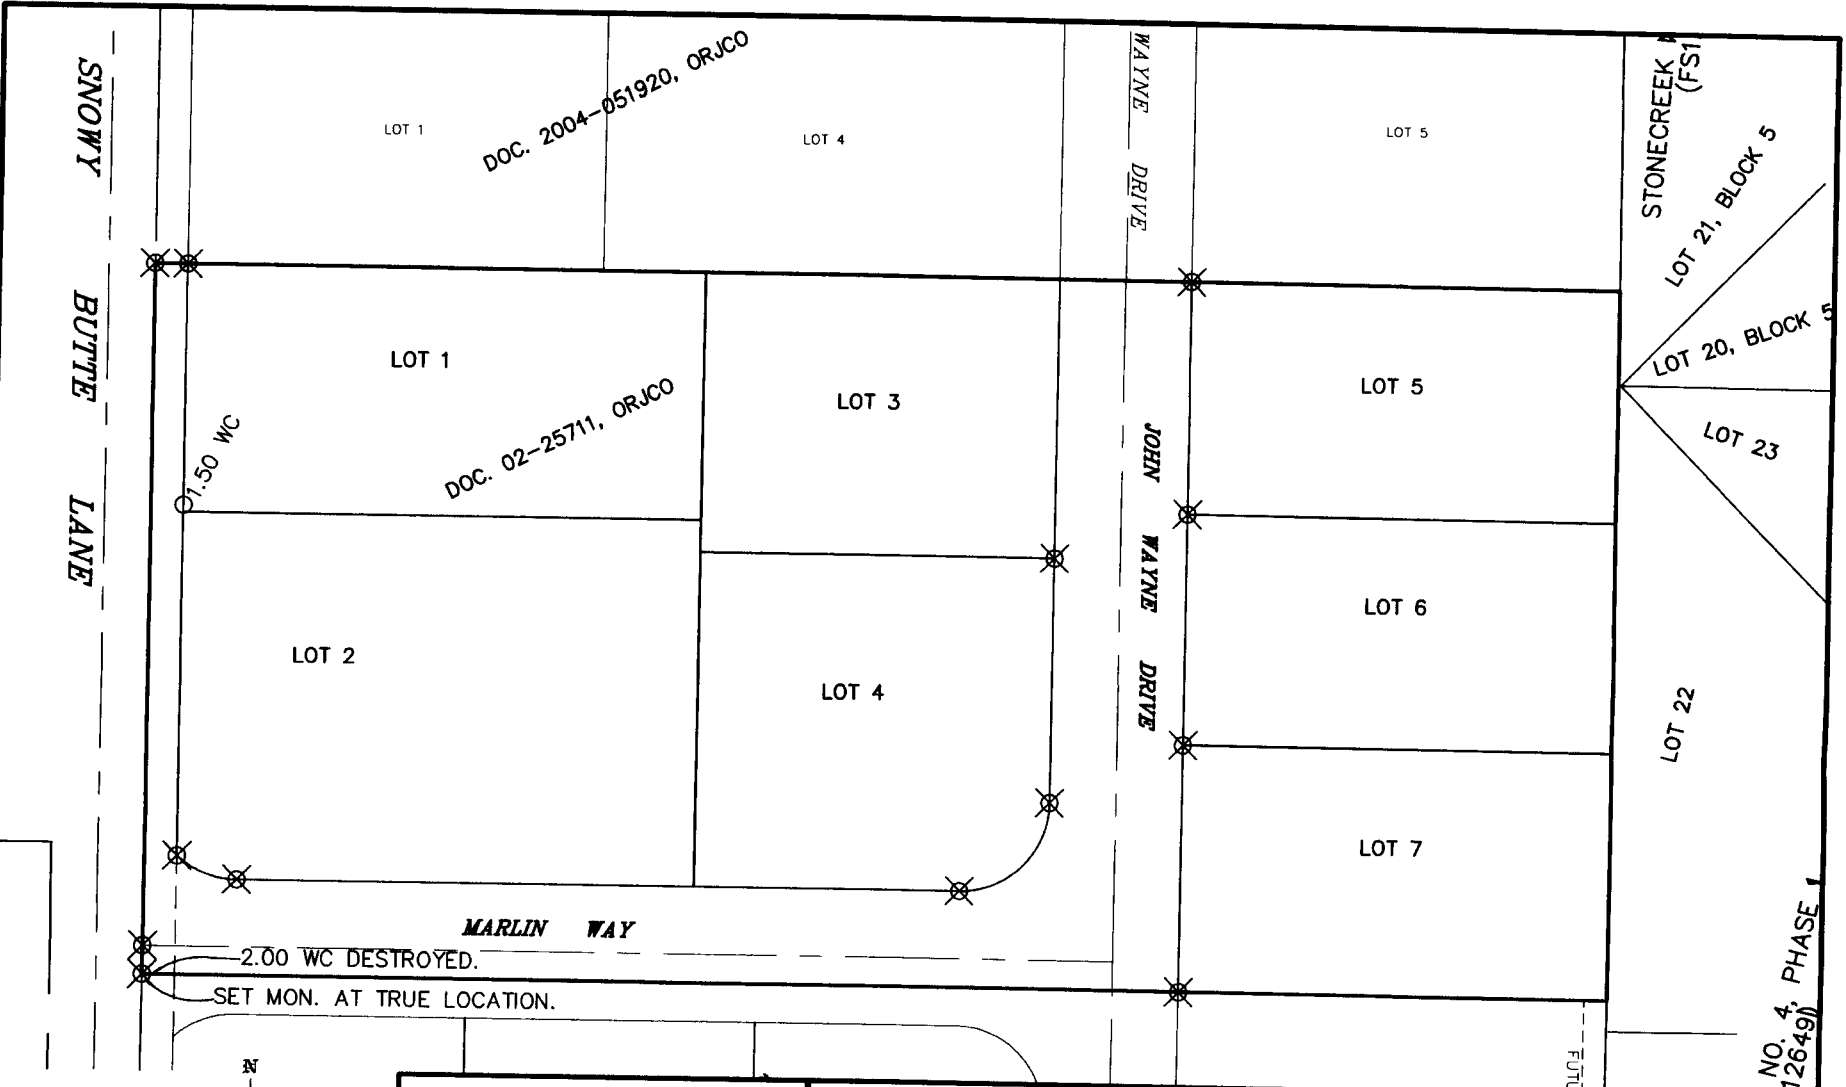 SNOWY BUTTE LANE
LOT 1
DOC. 2004-051920, ORJCO
LOT 4
WAYNE DRIVE
LOT 5
STONECREEK
(FS1
LOT 21, BLOCK 5
LOT 20, BLOCK 5
LOT 23
LOT 22
LOT 1
DOC. 02-25711, ORJCO
1.50 WC
LOT 3
LOT 5
JOHN WAYNE DRIVE
LOT 6
LOT 2
LOT 4
LOT 7
MARLIN WAY
2.00 WC DESTROYED.
SET MON. AT TRUE LOCATION.
N
NO. 4, PHASE 1
12649)